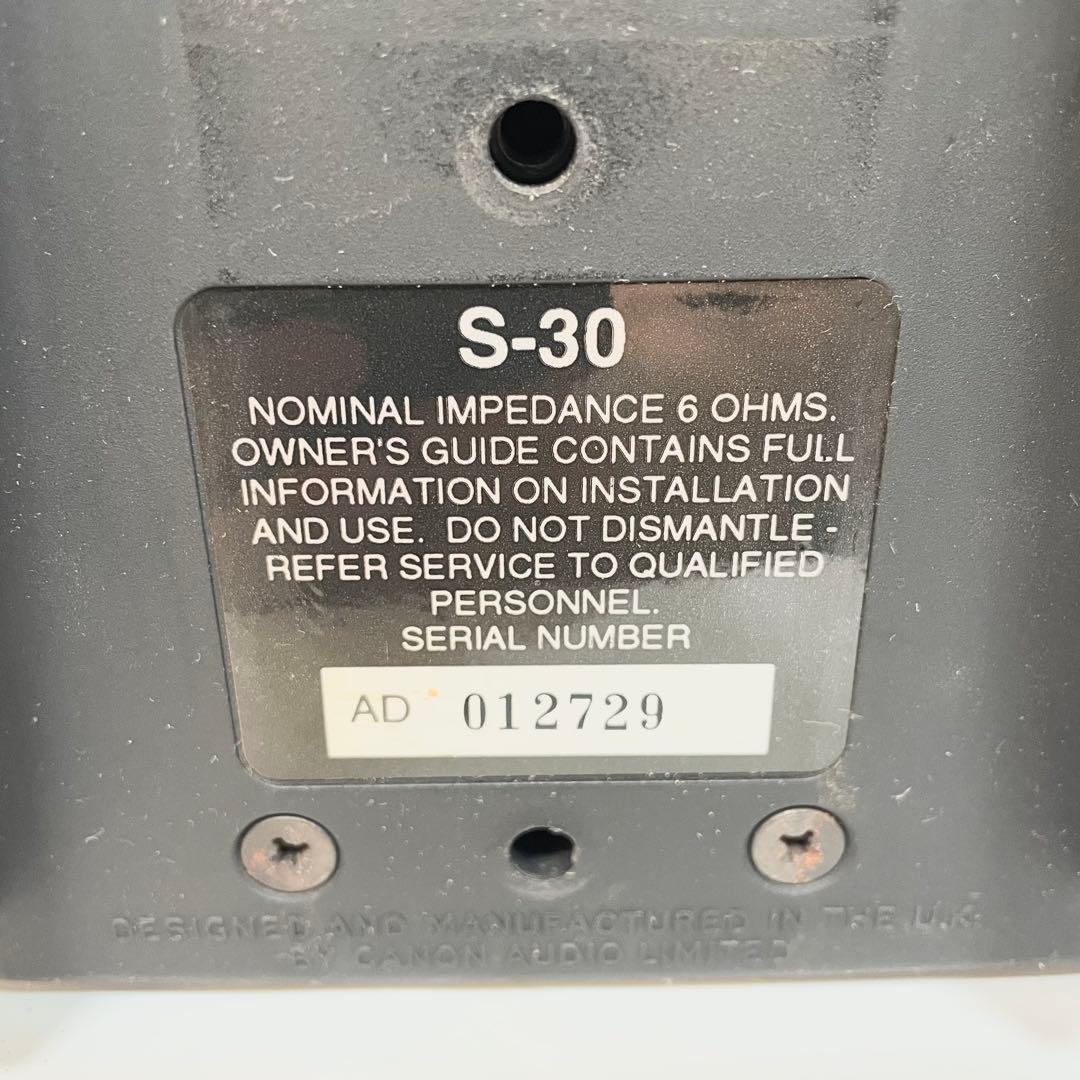 S-30
NOMINAL IMPEDANCE 6 OHMS.
OWNER'S GUIDE CONTAINS FULL
INFORMATION ON INSTALLATION
AND USE. DO NOT DISMANTLE -
REFER SERVICE TO QUALIFIED
PERSONNEL.
SERIAL NUMBER
AD 012729
DESIGNED AND MANUFACTURED IN THE U.K.
BY CANON AUDIO LIMITED